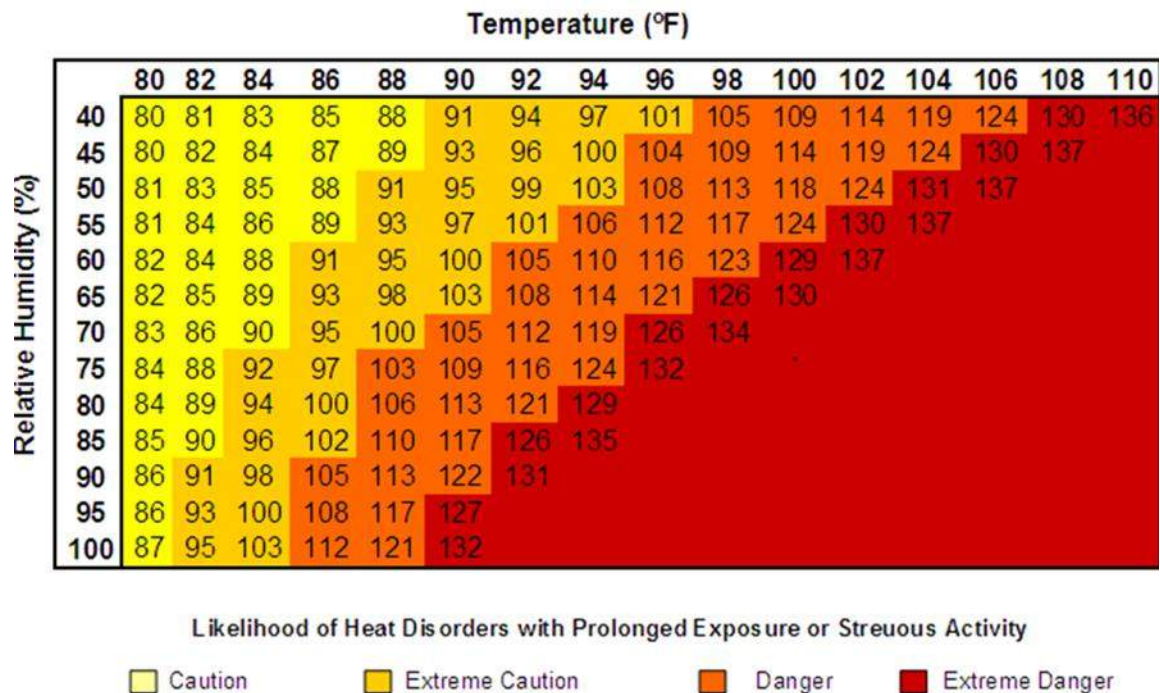 Temperature (°F)
80 82 84 86 88 90 92 94 96 98 100 102 104 106 108 110
Relative Humidity (%)
40 80 81 83 85 88 91 94 97 101 105 109 114 119 124 130 136
45 80 82 84 87 89 93 96 100 104 109 114 119 124 130 137
50 81 83 85 88 91 95 99 103 108 113 118 124 131 137
55 81 84 86 89 93 97 101 106 112 117 124 130 137
60 82 84 88 91 95 100 105 110 116 123 129 137
65 82 85 89 93 98 103 108 114 121 126 130
70 83 86 90 95 100 105 112 119 126 134
75 84 88 92 97 103 109 116 124 132
80 84 89 94 100 106 113 121 129
85 85 90 96 102 110 117 126 135
90 86 91 98 105 113 122 131
95 86 93 100 108 117 127
100 87 95 103 112 121 132
Likelihood of Heat Disorders with Prolonged Exposure or Streuous Activity
Caution Extreme Caution Danger Extreme Danger